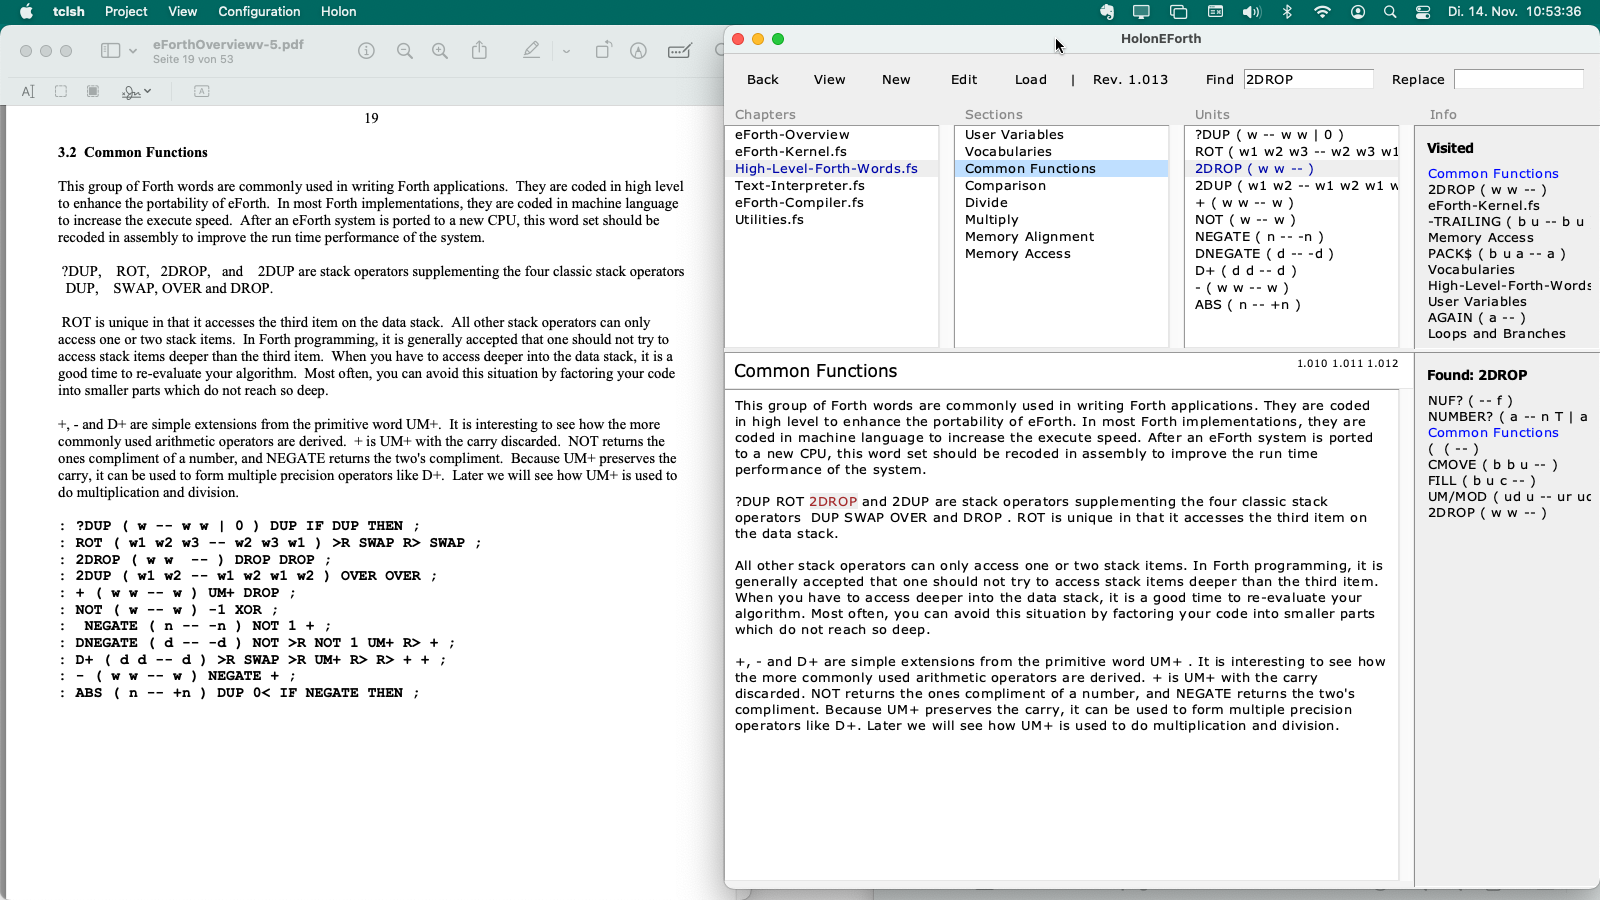 tclsh Project View Configuration Holon Di. 14. Nov. 10:53:36
eForthOverviewv-5.pdf
Seite 19 von 53
19
3.2 Common Functions
This group of Forth words are commonly used in writing Forth applications. They are coded in high level
to enhance the portability of eForth. In most Forth implementations, they are coded in machine language
to increase the execute speed. After an eForth system is ported to a new CPU, this word set should be
recoded in assembly to improve the run time performance of the system.
?DUP, ROT, 2DROP, and 2DUP are stack operators supplementing the four classic stack operators
DUP, SWAP, OVER and DROP.
ROT is unique in that it accesses the third item on the data stack. All other stack operators can only
access one or two stack items. In Forth programming, it is generally accepted that one should not try to
access stack items deeper than the third item. When you have to access deeper into the data stack, it is a
good time to re-evaluate your algorithm. Most often, you can avoid this situation by factoring your code
into smaller parts which do not reach so deep.
+, - and D+ are simple extensions from the primitive word UM+. It is interesting to see how the more
commonly used arithmetic operators are derived. + is UM+ with the carry discarded. NOT returns the
ones compliment of a number, and NEGATE returns the two's compliment. Because UM+ preserves the
carry, it can be used to form multiple precision operators like D+. Later we will see how UM+ is used to
do multiplication and division.
: ?DUP ( w -- w w | 0 ) DUP IF DUP THEN ;
: ROT ( w1 w2 w3 -- w2 w3 w1 ) >R SWAP R> SWAP ;
: 2DROP ( w w -- ) DROP DROP ;
: 2DUP ( w1 w2 -- w1 w2 w1 w2 ) OVER OVER ;
: + ( w w -- w ) UM+ DROP ;
: NOT ( w -- w ) -1 XOR ;
: NEGATE ( n -- -n ) NOT 1 + ;
: DNEGATE ( d -- -d ) NOT >R NOT 1 UM+ R> + ;
: D+ ( d d -- d ) >R SWAP >R UM+ R> R> + + ;
: - ( w w -- w ) NEGATE + ;
: ABS ( n -- +n ) DUP 0< IF NEGATE THEN ;
HolonEForth
Back View New Edit Load | Rev. 1.013 Find 2DROP Replace
Chapters
eForth-Overview
eForth-Kernel.fs
High-Level-Forth-Words.fs
Text-Interpreter.fs
eForth-Compiler.fs
Utilities.fs
Sections
User Variables
Vocabularies
Common Functions
Comparison
Divide
Multiply
Memory Alignment
Memory Access
Units
?DUP ( w -- w w | 0 )
ROT ( w1 w2 w3 -- w2 w3 w1
2DROP ( w w -- )
2DUP ( w1 w2 -- w1 w2 w1 w
+ ( w w -- w )
NOT ( w -- w )
NEGATE ( n -- -n )
DNEGATE ( d -- -d )
D+ ( d d -- d )
- ( w w -- w )
ABS ( n -- +n )
Info
Visited
Common Functions
2DROP ( w w -- )
eForth-Kernel.fs
-TRAILING ( b u -- b u
Memory Access
PACK$ ( b u a -- a )
Vocabularies
High-Level-Forth-Words
User Variables
AGAIN ( a -- )
Loops and Branches
Common Functions 1.010 1.011 1.012
This group of Forth words are commonly used in writing Forth applications. They are coded
in high level to enhance the portability of eForth. In most Forth implementations, they are
coded in machine language to increase the execute speed. After an eForth system is ported
to a new CPU, this word set should be recoded in assembly to improve the run time
performance of the system.
?DUP ROT 2DROP and 2DUP are stack operators supplementing the four classic stack
operators DUP SWAP OVER and DROP . ROT is unique in that it accesses the third item on
the data stack.
All other stack operators can only access one or two stack items. In Forth programming, it is
generally accepted that one should not try to access stack items deeper than the third item.
When you have to access deeper into the data stack, it is a good time to re-evaluate your
algorithm. Most often, you can avoid this situation by factoring your code into smaller parts
which do not reach so deep.
+, - and D+ are simple extensions from the primitive word UM+ . It is interesting to see how
the more commonly used arithmetic operators are derived. + is UM+ with the carry
discarded. NOT returns the ones compliment of a number, and NEGATE returns the two's
compliment. Because UM+ preserves the carry, it can be used to form multiple precision
operators like D+. Later we will see how UM+ is used to do multiplication and division.
Found: 2DROP
NUF? ( -- f )
NUMBER? ( a -- n T | a
Common Functions
( ( -- )
CMOVE ( b b u -- )
FILL ( b u c -- )
UM/MOD ( ud u -- ur uc
2DROP ( w w -- )